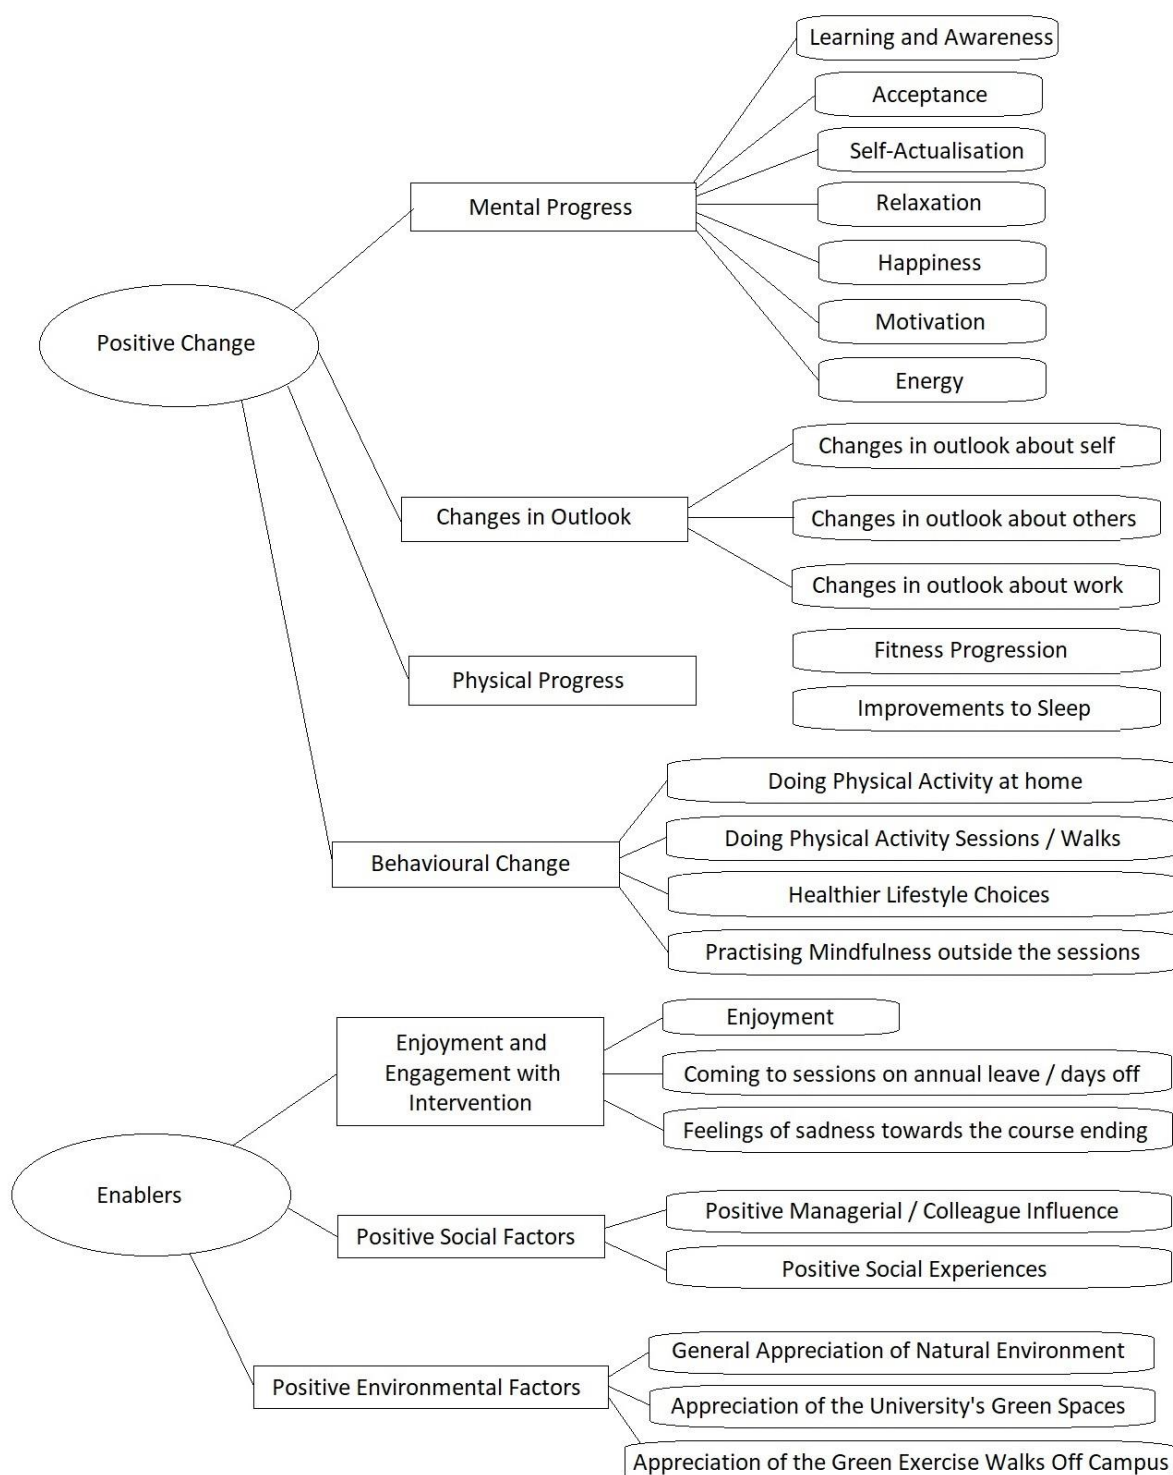 Learning and Awareness
Acceptance
Self-Actualisation
Mental Progress
Relaxation
Happiness
Motivation
Positive Change
Energy
Changes in outlook about self
Changes in Outlook
Changes in outlook about others
Changes in outlook about work
Fitness Progression
Physical Progress
Improvements to Sleep
Doing Physical Activity at home
Doing Physical Activity Sessions / Walks
Behavioural Change
Healthier Lifestyle Choices
Practising Mindfulness outside the sessions
Enjoyment
Enjoyment and
Engagement with
Intervention
Coming to sessions on annual leave / days off
Feelings of sadness towards the course ending
Enablers
Positive Managerial / Colleague Influence
Positive Social Factors
Positive Social Experiences
General Appreciation of Natural Environment
Positive Environmental Factors
Appreciation of the University's Green Spaces
Appreciation of the Green Exercise Walks Off Campus